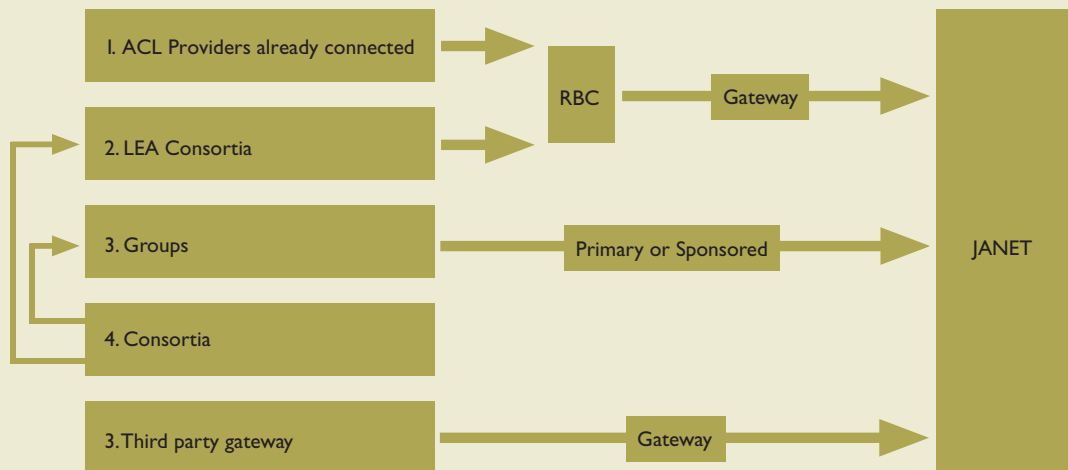 1. ACL Providers already connected
RBC
Gateway
2. LEA Consortia
3. Groups
Primary or Sponsored
JANET
4. Consortia
3. Third party gateway
Gateway